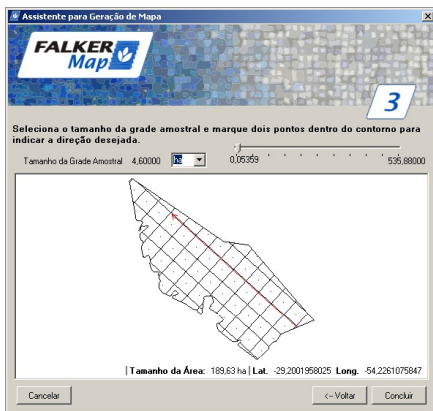 Assistente para Geração de Mapa
FALKER
Map
3
Seleciona o tamanho da grade amostral e marque dois pontos dentro do contorno para
indicar a direção desejada.
Tamanho da Grade Amostral 4,60000 ha 0,05359 535,88000
Tamanho da Área: 189,63 ha | Lat. -29,2001958025 Long. -54,2261075847
Cancelar <-- Voltar Concluir